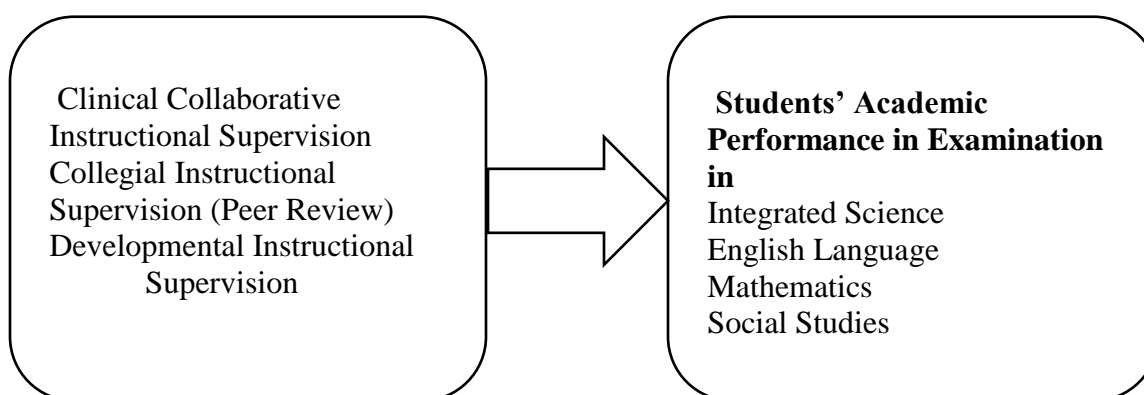 Clinical Collaborative
Instructional Supervision
Collegial Instructional
Supervision (Peer Review)
Developmental Instructional
Supervision
Students’ Academic
Performance in Examination
in
Integrated Science
English Language
Mathematics
Social Studies